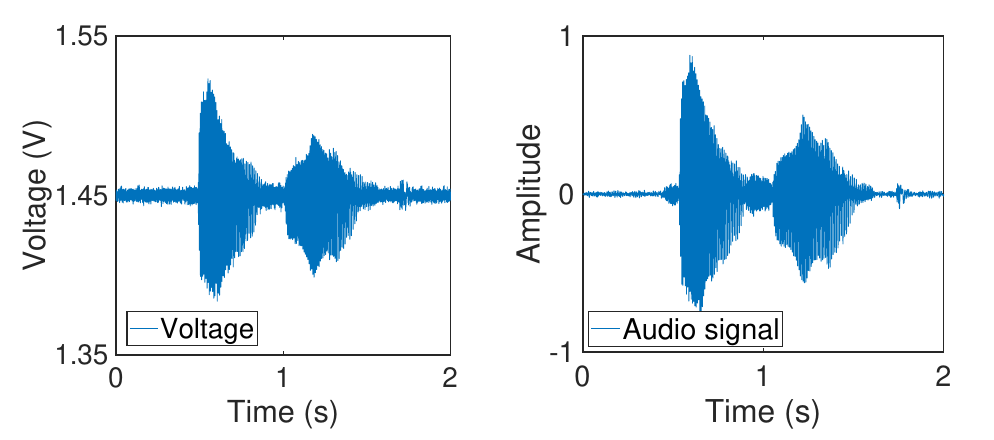 1.55
1.45
1.35
Voltage (V)
Voltage
0
1
2
Time (s)
1
0
-1
Amplitude
Audio signal
0
1
2
Time (s)